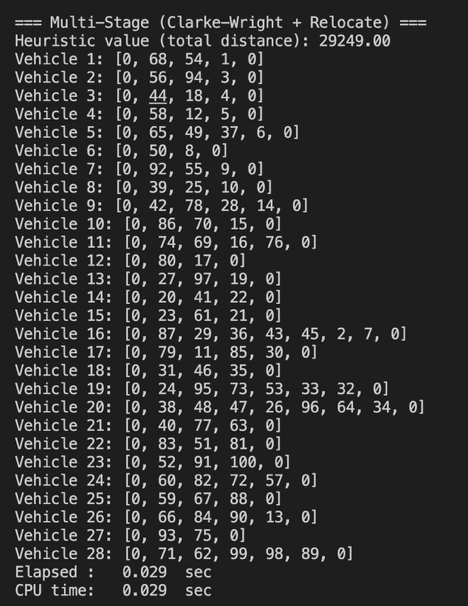 === Multi-Stage (Clarke-Wright + Relocate) ===
Heuristic value (total distance): 29249.00
Vehicle 1: [0, 68, 54, 1, 0]
Vehicle 2: [0, 56, 94, 3, 0]
Vehicle 3: [0, 44, 18, 4, 0]
Vehicle 4: [0, 58, 12, 5, 0]
Vehicle 5: [0, 65, 49, 37, 6, 0]
Vehicle 6: [0, 50, 8, 0]
Vehicle 7: [0, 92, 55, 9, 0]
Vehicle 8: [0, 39, 25, 10, 0]
Vehicle 9: [0, 42, 78, 28, 14, 0]
Vehicle 10: [0, 86, 70, 15, 0]
Vehicle 11: [0, 74, 69, 16, 76, 0]
Vehicle 12: [0, 80, 17, 0]
Vehicle 13: [0, 27, 97, 19, 0]
Vehicle 14: [0, 20, 41, 22, 0]
Vehicle 15: [0, 23, 61, 21, 0]
Vehicle 16: [0, 87, 29, 36, 43, 45, 2, 7, 0]
Vehicle 17: [0, 79, 11, 85, 30, 0]
Vehicle 18: [0, 31, 46, 35, 0]
Vehicle 19: [0, 24, 95, 73, 53, 33, 32, 0]
Vehicle 20: [0, 38, 48, 47, 26, 96, 64, 34, 0]
Vehicle 21: [0, 40, 77, 63, 0]
Vehicle 22: [0, 83, 51, 81, 0]
Vehicle 23: [0, 52, 91, 100, 0]
Vehicle 24: [0, 60, 82, 72, 57, 0]
Vehicle 25: [0, 59, 67, 88, 0]
Vehicle 26: [0, 66, 84, 90, 13, 0]
Vehicle 27: [0, 93, 75, 0]
Vehicle 28: [0, 71, 62, 99, 98, 89, 0]
Elapsed :   0.029  sec
CPU time:   0.029  sec